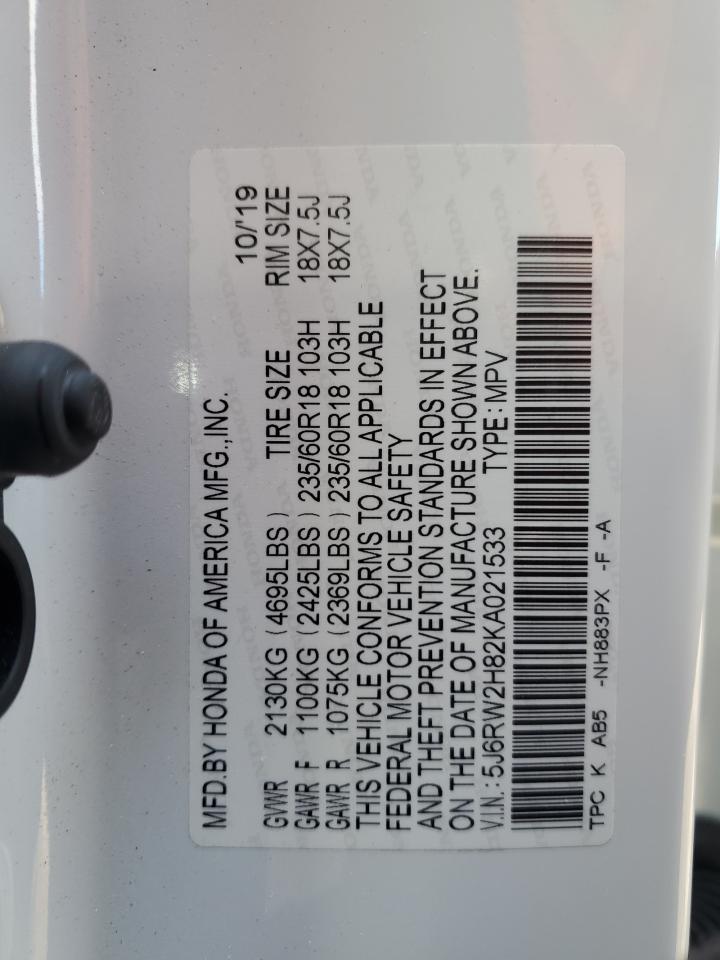 MFD.BY HONDA OF AMERICA MFG.,INC. 10/'19
GVWR 2130KG (4695LBS) TIRE SIZE RIM SIZE
GAWR F 1100KG (2425LBS) 235/60R18 103H 18X7.5J
GAWR R 1075KG (2369LBS) 235/60R18 103H 18X7.5J
THIS VEHICLE CONFORMS TO ALL APPLICABLE
FEDERAL MOTOR VEHICLE SAFETY
AND THEFT PREVENTION STANDARDS IN EFFECT
ON THE DATE OF MANUFACTURE SHOWN ABOVE.
V.I.N.: 5J6RW2H82KA021533 TYPE: MPV
TPC K AB5 -NH883PX -F -A